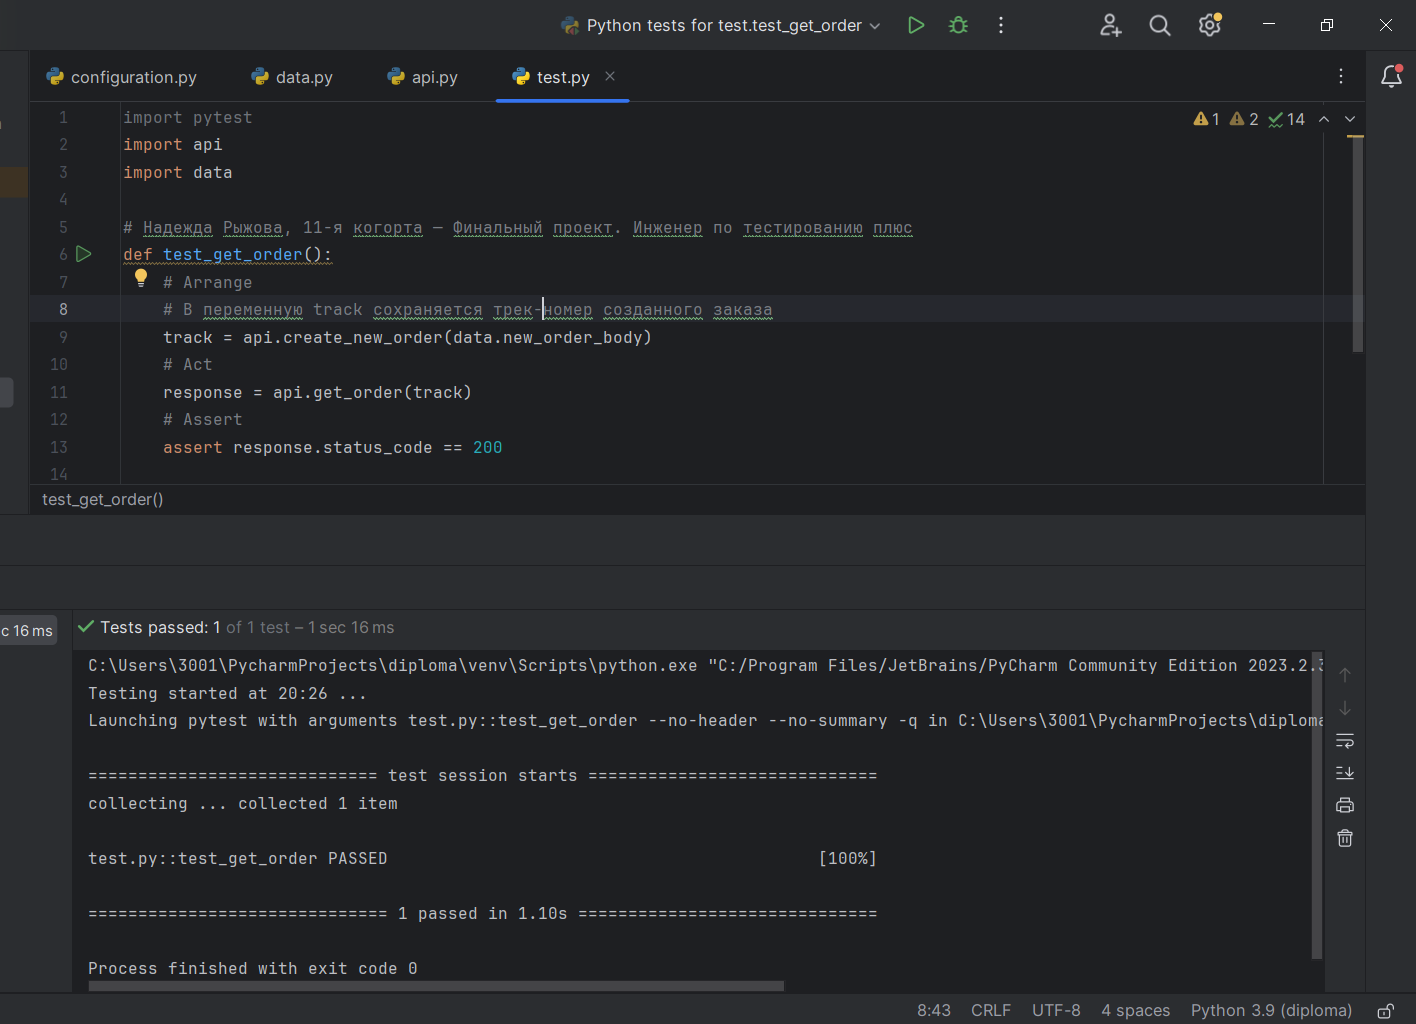 Python tests for test.test_get_order
configuration.py data.py api.py test.py
1 import pytest 1 2 14
2 import api
3 import data
4
5 # Надежда Рыжова, 11-я когорта — Финальный проект. Инженер по тестированию плюс
6 def test_get_order():
7 # Arrange
8 # В переменную track сохраняется трек-номер созданного заказа
9 track = api.create_new_order(data.new_order_body)
10 # Act
11 response = api.get_order(track)
12 # Assert
13 assert response.status_code == 200
14
test_get_order()
c 16 ms Tests passed: 1 of 1 test – 1 sec 16 ms
C:\Users\3001\PycharmProjects\diploma\venv\Scripts\python.exe "C:/Program Files/JetBrains/PyCharm Community Edition 2023.2.3
Testing started at 20:26 ...
Launching pytest with arguments test.py::test_get_order --no-header --no-summary -q in C:\Users\3001\PycharmProjects\diploma
============================= test session starts =============================
collecting ... collected 1 item
test.py::test_get_order PASSED [100%]
============================== 1 passed in 1.10s ==============================
Process finished with exit code 0
8:43 CRLF UTF-8 4 spaces Python 3.9 (diploma)